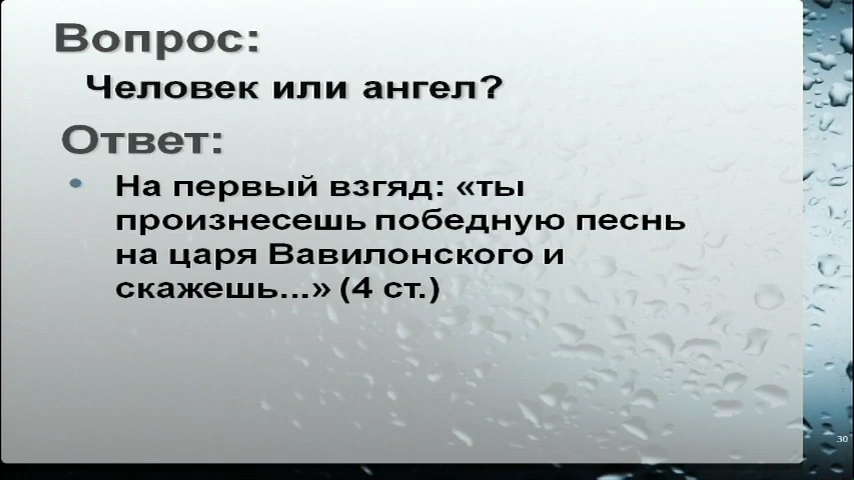 Вопрос:
Человек или ангел?
Ответ:
• На первый взгяд: «ты
произнесешь победную песнь
на царя Вавилонского и
скажешь...» (4 ст.)
30